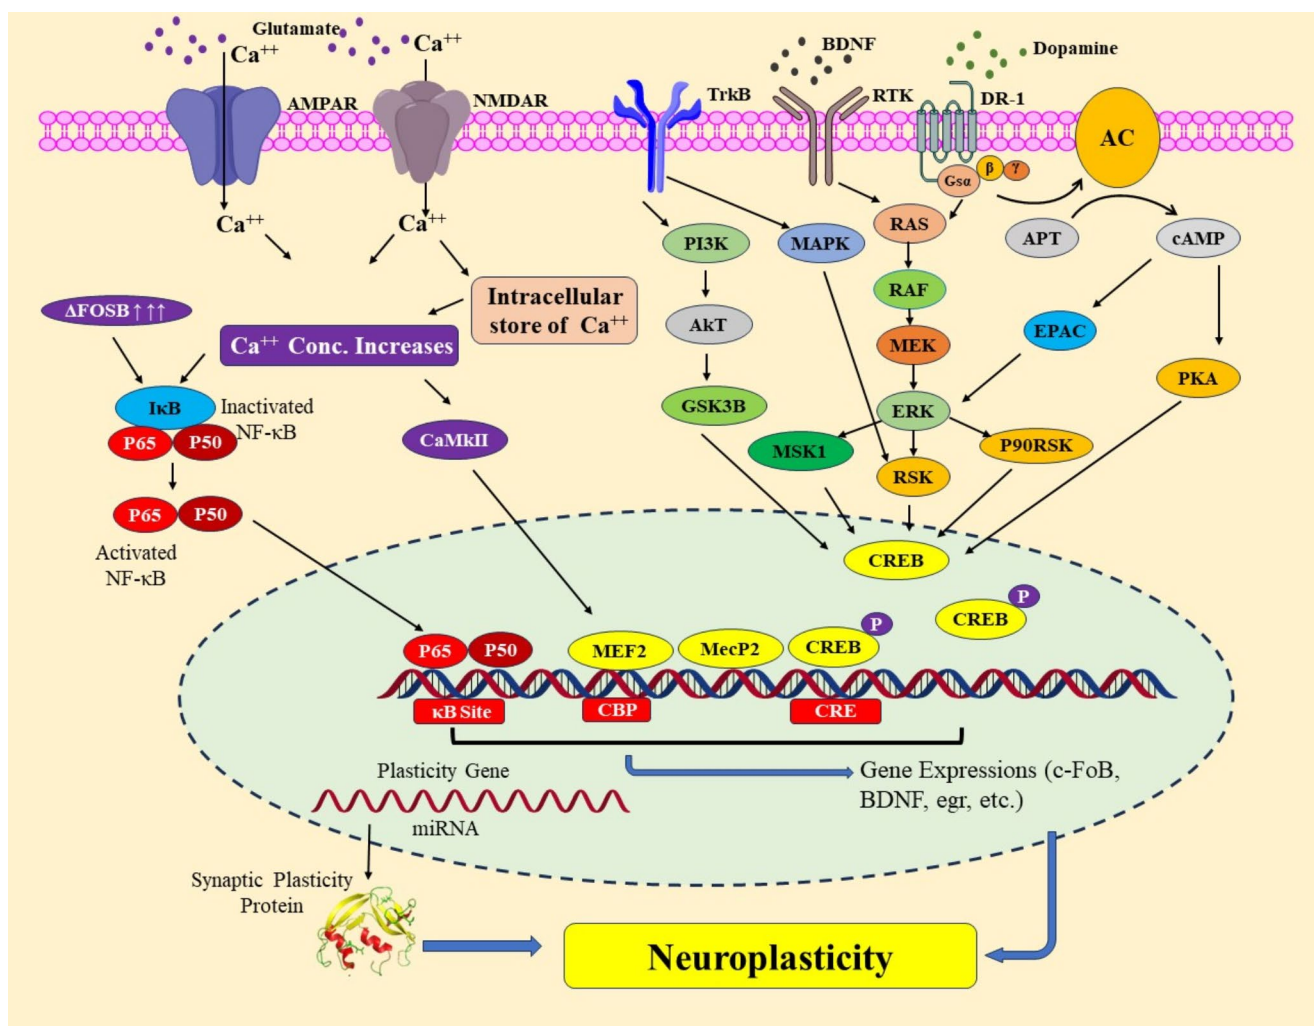 Glutamate
Ca++
Ca++
BDNF
Dopamine
AMPAR
NMDAR
TrkB
RTK
DR-1
AC
Gsα
β
γ
Ca++
Ca++
RAS
APT
cAMP
PI3K
MAPK
ΔFOSB↑↑↑
Intracellular
store of Ca++
RAF
AkT
EPAC
Ca++ Conc. Increases
MEK
PKA
IκB
Inactivated
NF-κB
P65
P50
GSK3B
ERK
CaMkII
MSK1
P90RSK
RSK
P65
P50
Activated
NF-κB
CREB
P
CREB
P
P65
P50
MEF2
MecP2
CREB
κB Site
CBP
CRE
Plasticity Gene
miRNA
Gene Expressions (c-FoB,
BDNF, egr, etc.)
Synaptic Plasticity
Protein
Neuroplasticity